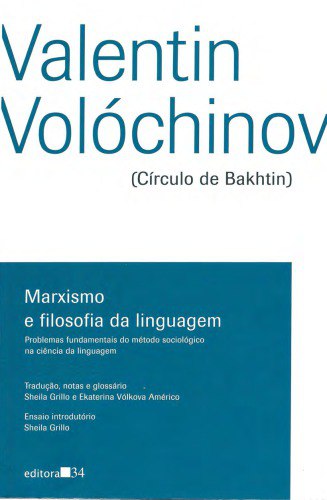 Valentin
Volóchinov
(Círculo de Bakhtin)
Marxismo
e filosofia da linguagem
Problemas fundamentais do método sociológico
na ciência da linguagem
Tradução, notas e glossário
Sheila Grillo e Ekaterina Vólkova Américo
Ensaio introdutório
Sheila Grillo
editora 34